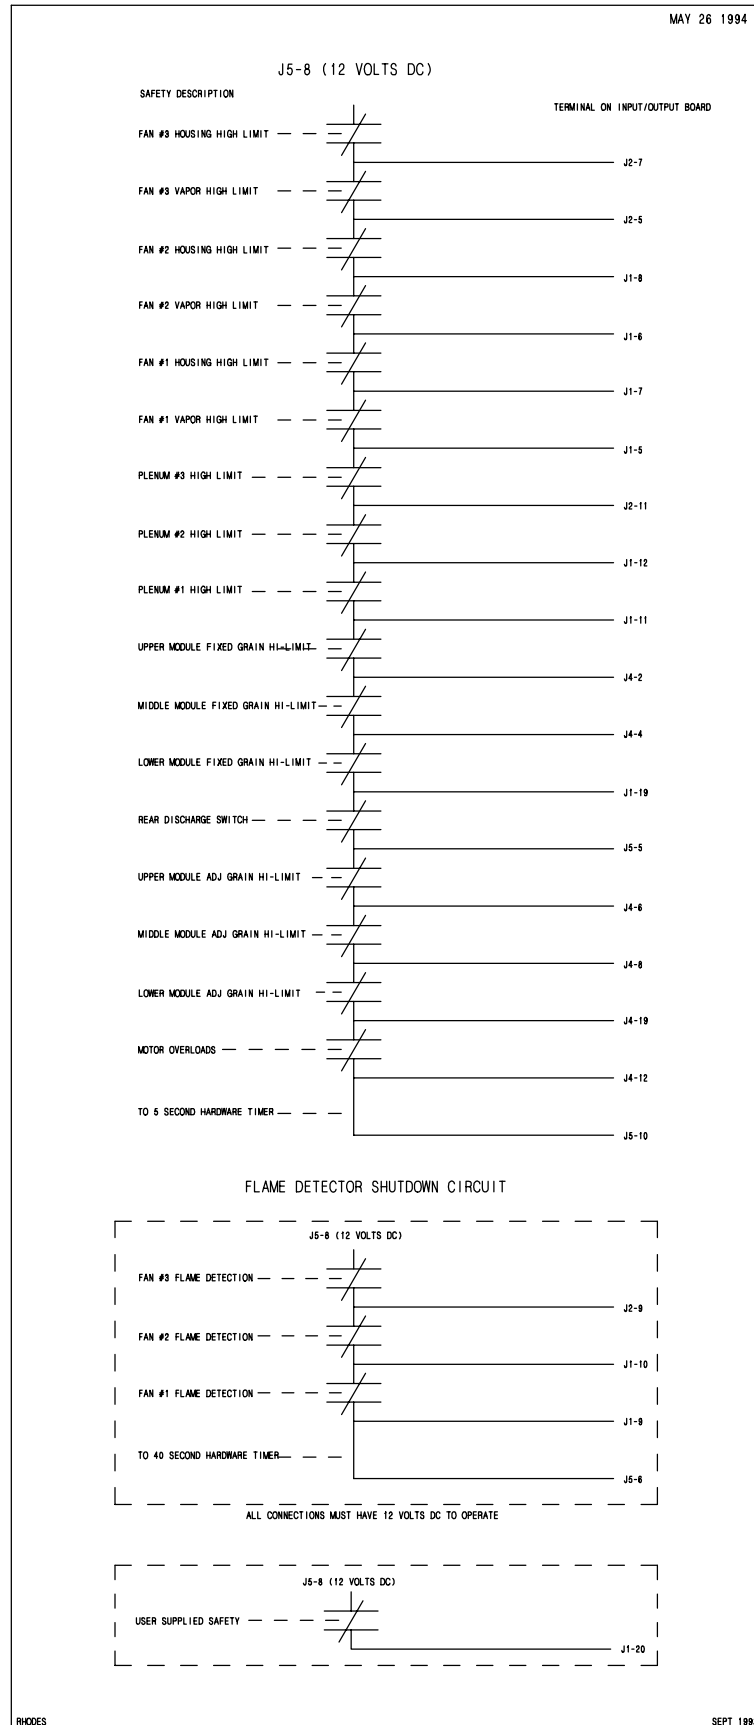 MAY 26 1994
J5-8 (12 VOLTS DC)
SAFETY DESCRIPTION
TERMINAL ON INPUT/OUTPUT BOARD
FAN #3 HOUSING HIGH LIMIT
J2-7
FAN #3 VAPOR HIGH LIMIT
J2-5
FAN #2 HOUSING HIGH LIMIT
J1-8
FAN #2 VAPOR HIGH LIMIT
J1-6
FAN #1 HOUSING HIGH LIMIT
J1-7
FAN #1 VAPOR HIGH LIMIT
J1-5
PLENUM #3 HIGH LIMIT
J2-11
PLENUM #2 HIGH LIMIT
J1-12
PLENUM #1 HIGH LIMIT
J1-11
UPPER MODULE FIXED GRAIN HI-LIMIT
J4-2
MIDDLE MODULE FIXED GRAIN HI-LIMIT
J4-4
LOWER MODULE FIXED GRAIN HI-LIMIT
J1-19
REAR DISCHARGE SWITCH
J5-5
UPPER MODULE ADJ GRAIN HI-LIMIT
J4-6
MIDDLE MODULE ADJ GRAIN HI-LIMIT
J4-8
LOWER MODULE ADJ GRAIN HI-LIMIT
J4-19
MOTOR OVERLOADS
J4-12
TO 5 SECOND HARDWARE TIMER
J5-10
FLAME DETECTOR SHUTDOWN CIRCUIT
J5-8 (12 VOLTS DC)
FAN #3 FLAME DETECTION
J2-9
FAN #2 FLAME DETECTION
J1-10
FAN #1 FLAME DETECTION
J1-9
TO 40 SECOND HARDWARE TIMER
J5-6
ALL CONNECTIONS MUST HAVE 12 VOLTS DC TO OPERATE
J5-8 (12 VOLTS DC)
USER SUPPLIED SAFETY
J1-20
RHODES
SEPT